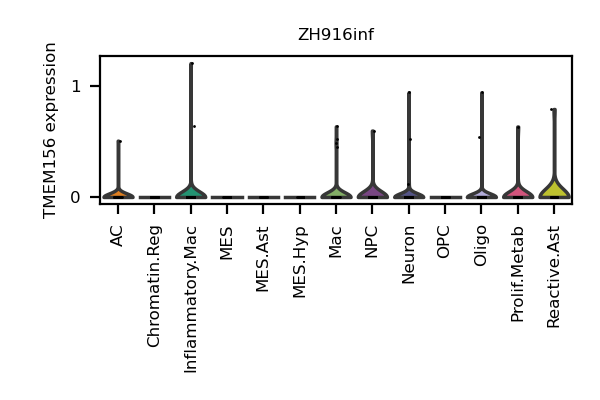 ZH916inf
TMEM156 expression
1
0
AC
Chromatin.Reg
Inflammatory.Mac
MES
MES.Ast
MES.Hyp
Mac
NPC
Neuron
OPC
Oligo
Prolif.Metab
Reactive.Ast